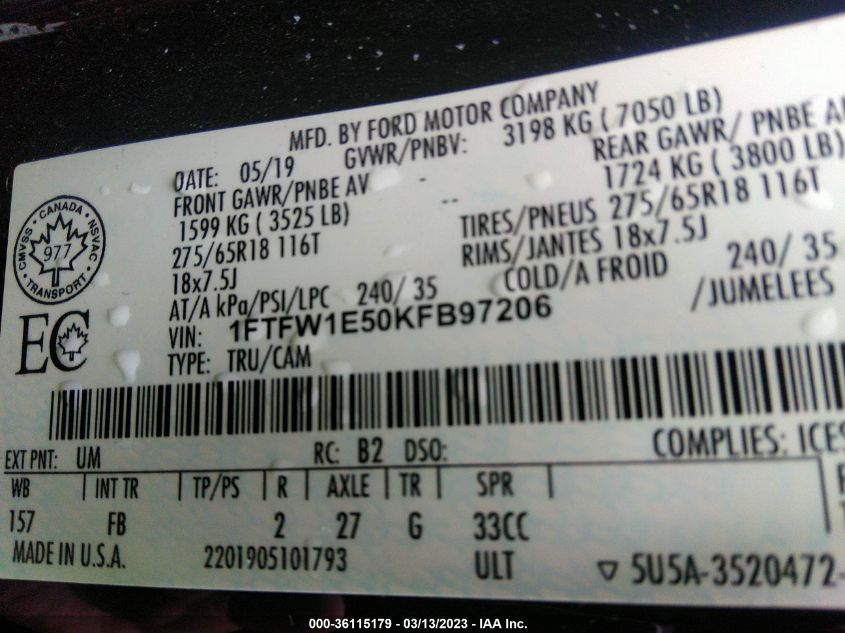 MFD. BY FORD MOTOR COMPANY
DATE: 05/19 GVWR/PNBV: 3198 KG ( 7050 LB)
FRONT GAWR/PNBE AV - REAR GAWR/ PNBE
1599 KG ( 3525 LB) -- 1724 KG ( 3800 LB)
275/65R18 116T TIRES/PNEUS 275/65R18 116T
18x7.5J RIMS/JANTES 18x7.5J
AT/A kPa/PSI/LPC 240/ 35 COLD/A FROID 240/ 35
VIN: 1FTFW1E50KFB97206 /JUMELEES
TYPE: TRU/CAM
CMVSS · CANADA · NSVAC
977
· TRANSPORT ·
EC
EXT PNT: UM RC: B2 DSO: COMPLIES:
WB INT TR TP/PS R AXLE TR SPR
157 FB 2 27 G 33CC
MADE IN U.S.A. 2201905101793 ULT 5U5A-3520472-
000-36115179 - 03/13/2023 - IAA Inc.